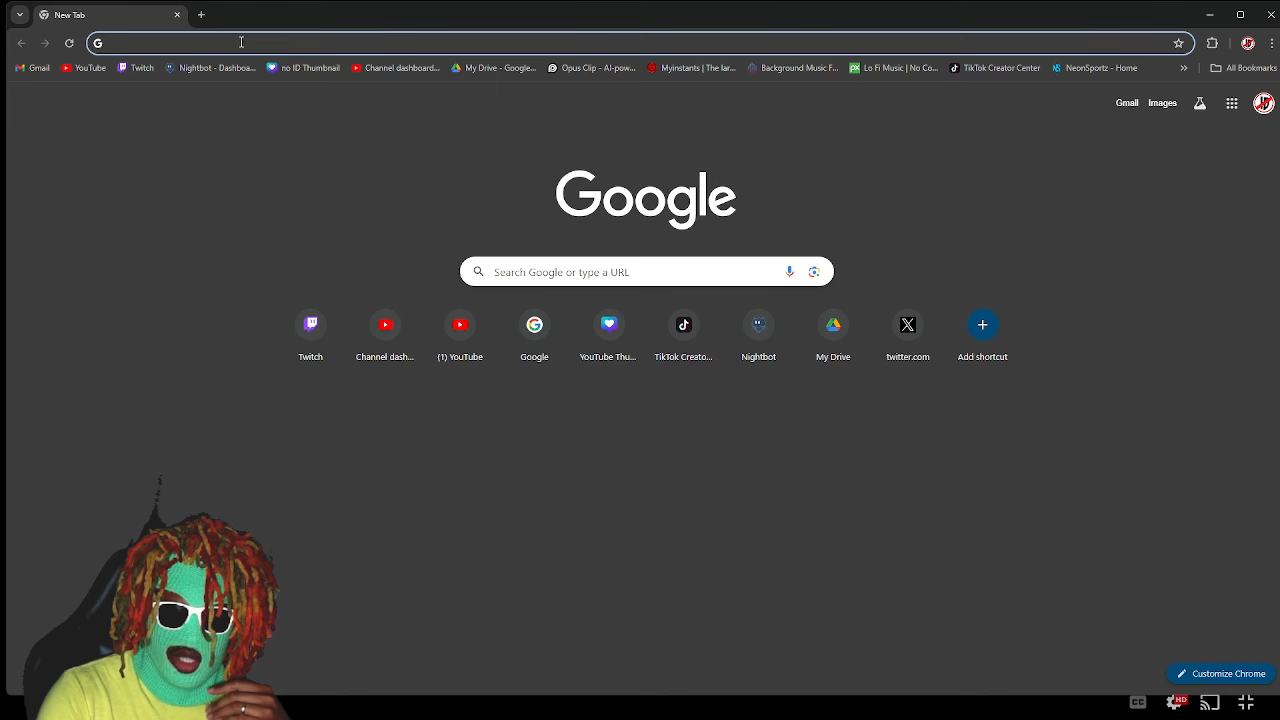 New Tab
Gmail YouTube Twitch Nightbot - Dashboa... no ID Thumbnail Channel dashboard... My Drive - Google... Opus Clip - AI-pow... Myinstants | The lar... Background Music F... Lo Fi Music | No Co... TikTok Creator Center NeonSportz - Home » All Bookmarks
Gmail Images
Google
Search Google or type a URL
Twitch Channel dash... (1) YouTube Google YouTube Thu... TikTok Creato... Nightbot My Drive twitter.com Add shortcut
Customize Chrome
CC HD